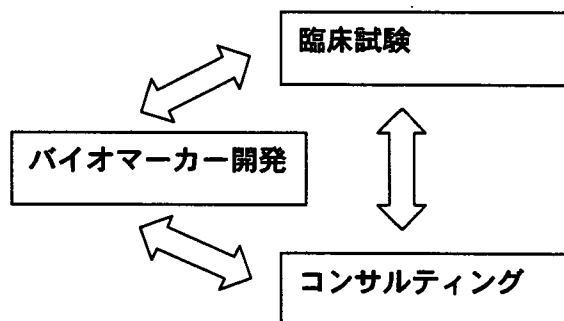 臨床試験
バイオマーカー開発
コンサルティング